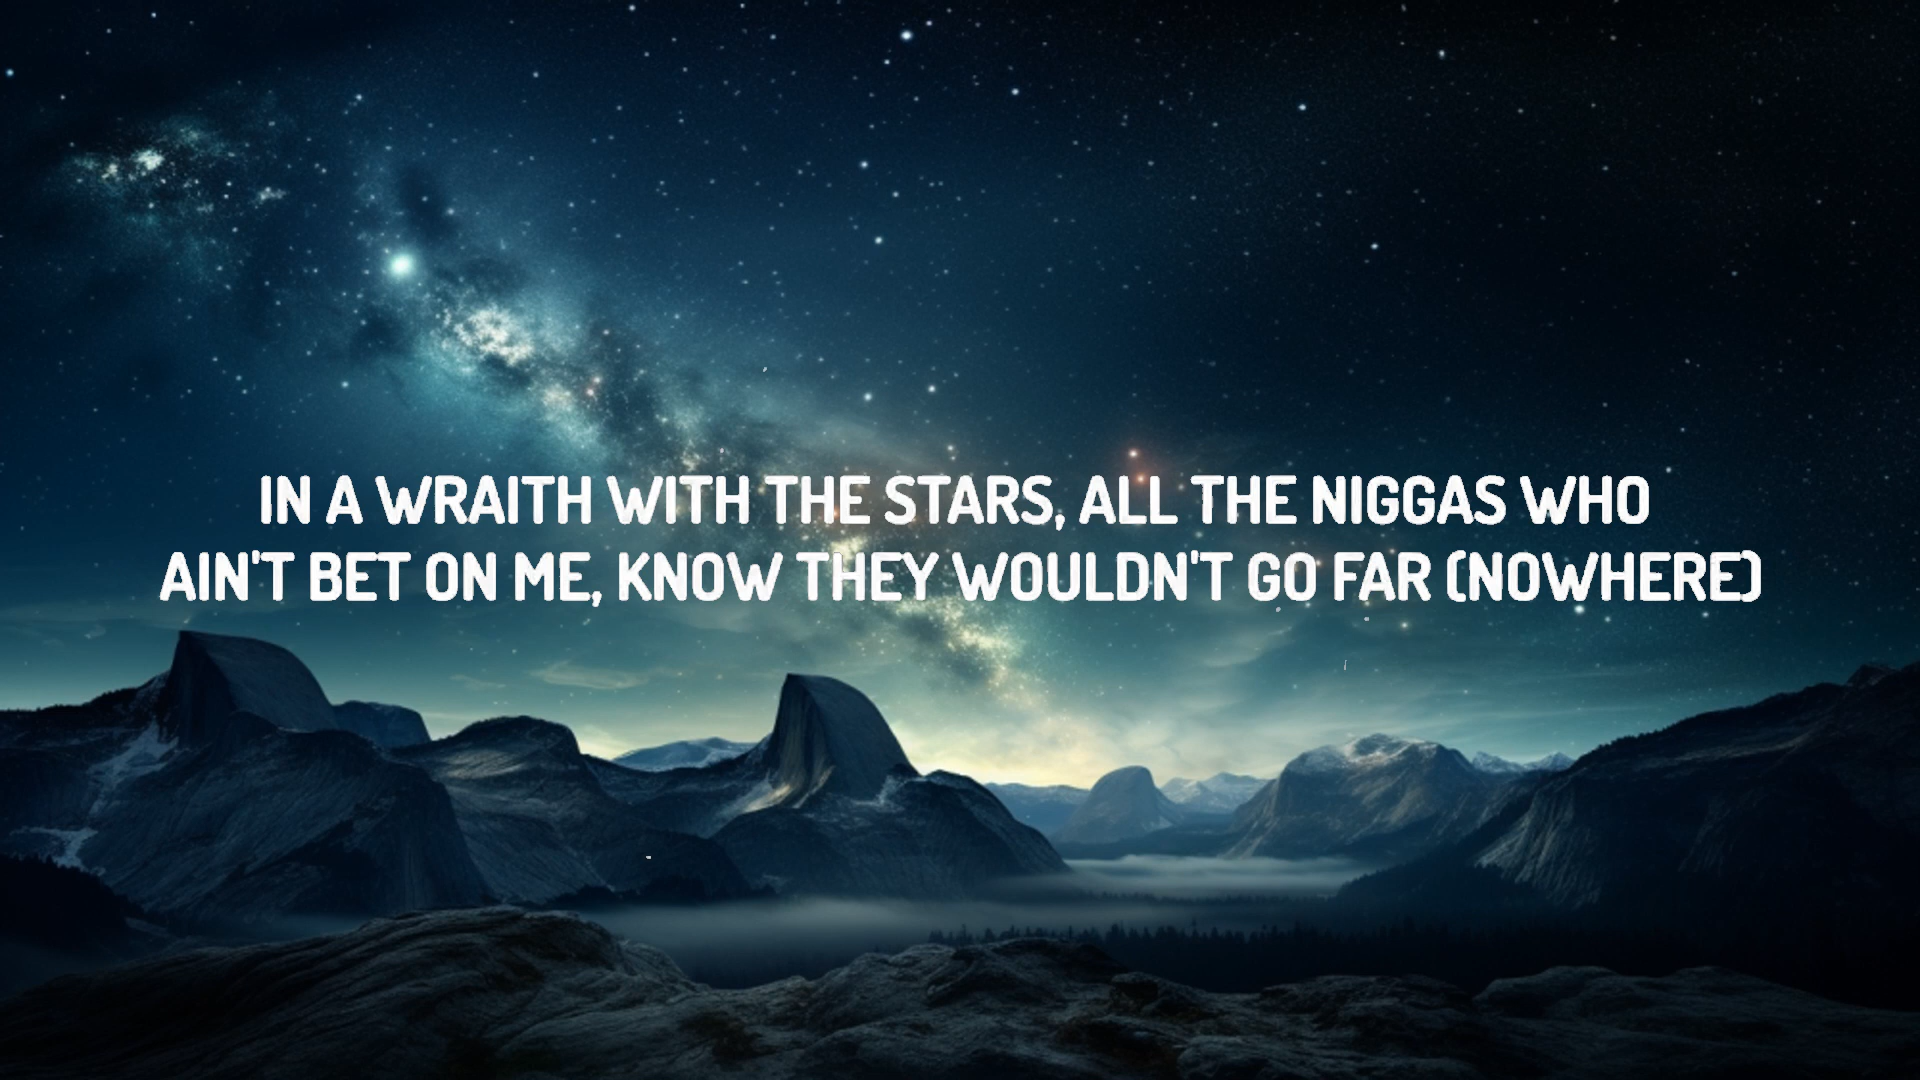 IN A WRAITH WITH THE STARS, ALL THE NIGGAS WHO
AIN'T BET ON ME, KNOW THEY WOULDN'T GO FAR (NOWHERE)